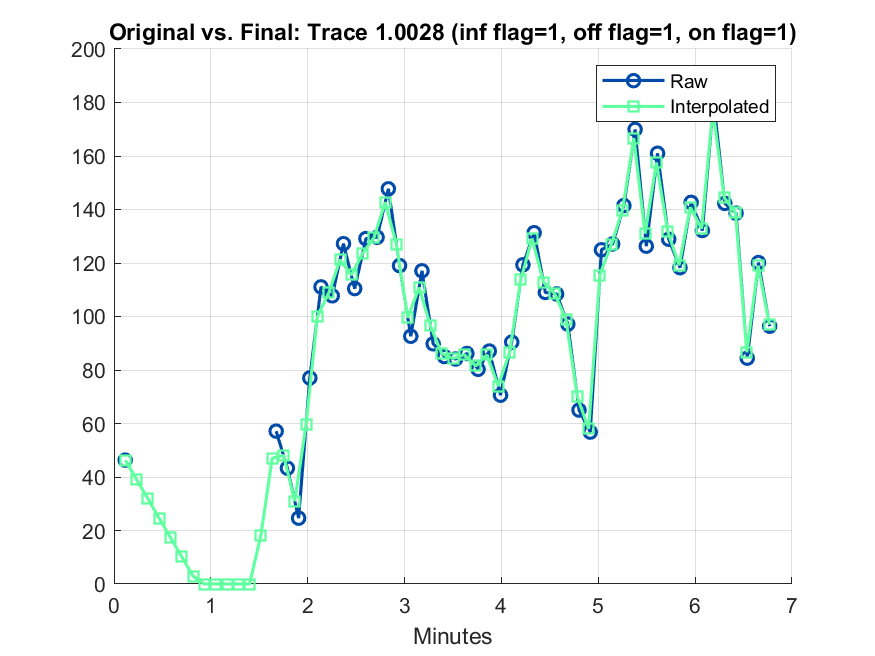 Original vs. Final: Trace 1.0028 (inf flag=1, off flag=1, on flag=1)
200
180
160
140
120
100
80
60
40
20
0
Raw
Interpolated
0 1 2 3 4 5 6 7
Minutes